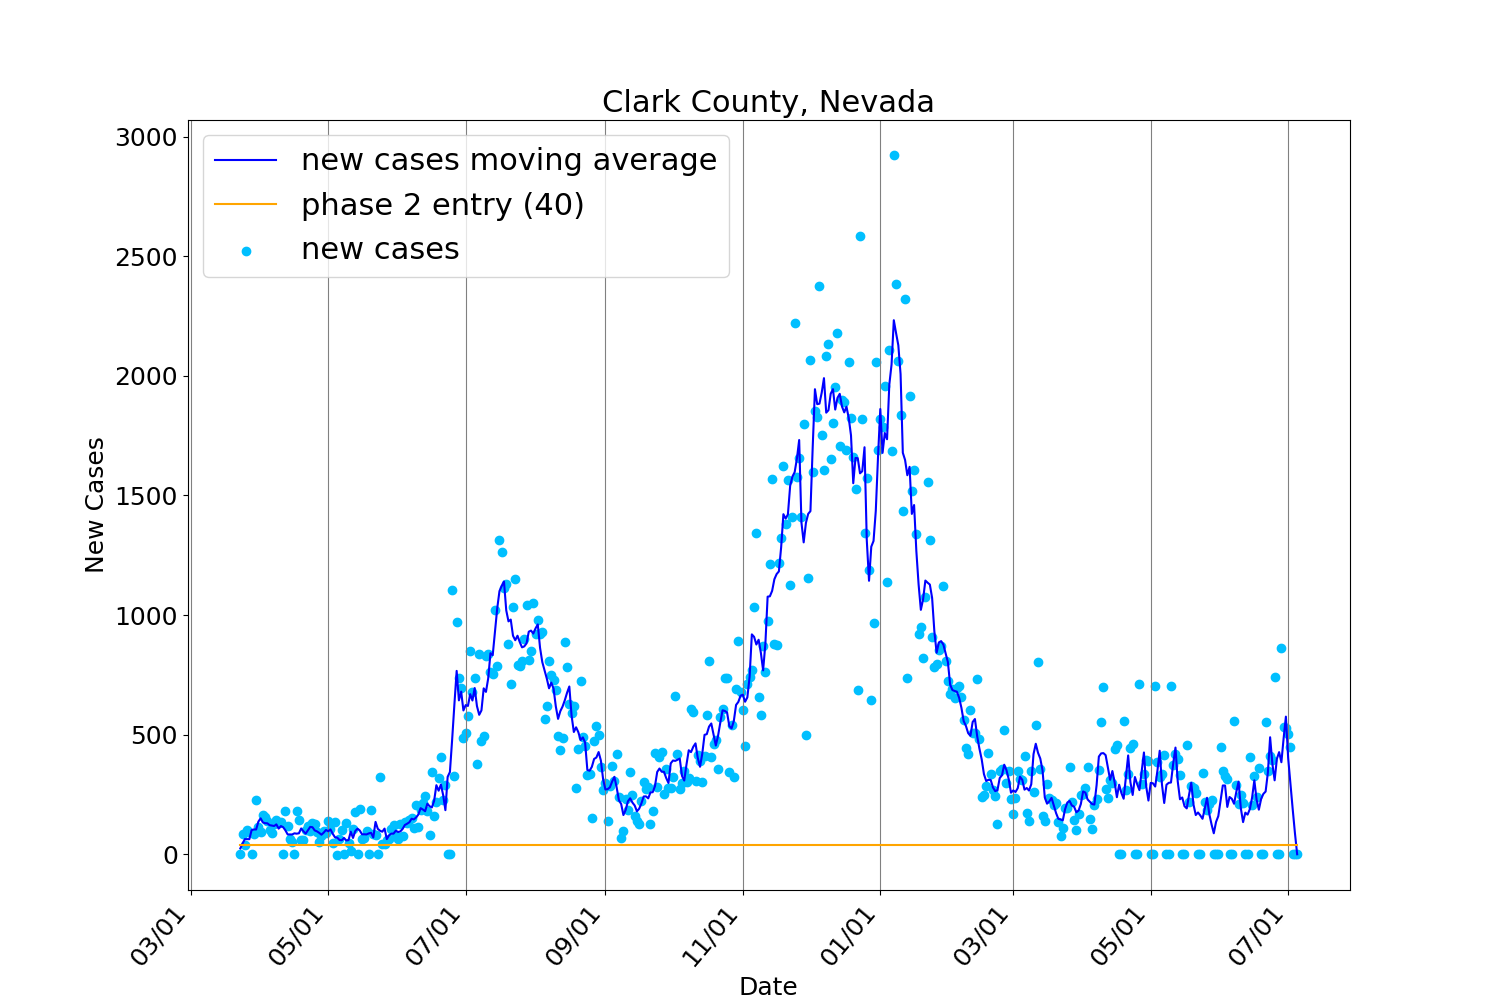 Clark County, Nevada
3000
2500
2000
1500
1000
500
0
New Cases
new cases moving average
phase 2 entry (40)
new cases
03/01
05/01
07/01
09/01
11/01
01/01
03/01
05/01
07/01
Date